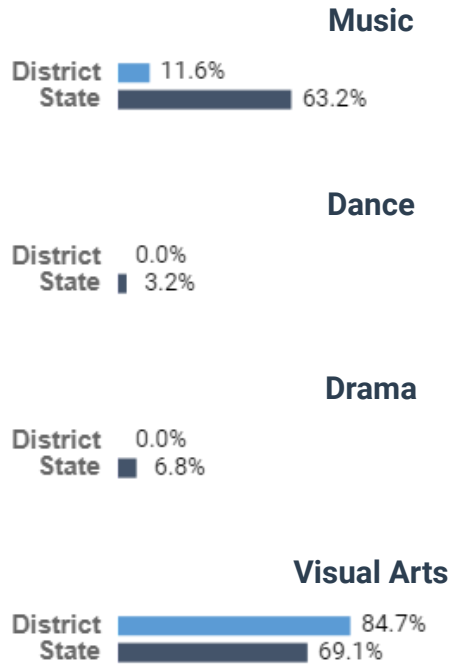 Music
District 11.6%
State 63.2%
Dance
District 0.0%
State 3.2%
Drama
District 0.0%
State 6.8%
Visual Arts
District 84.7%
State 69.1%